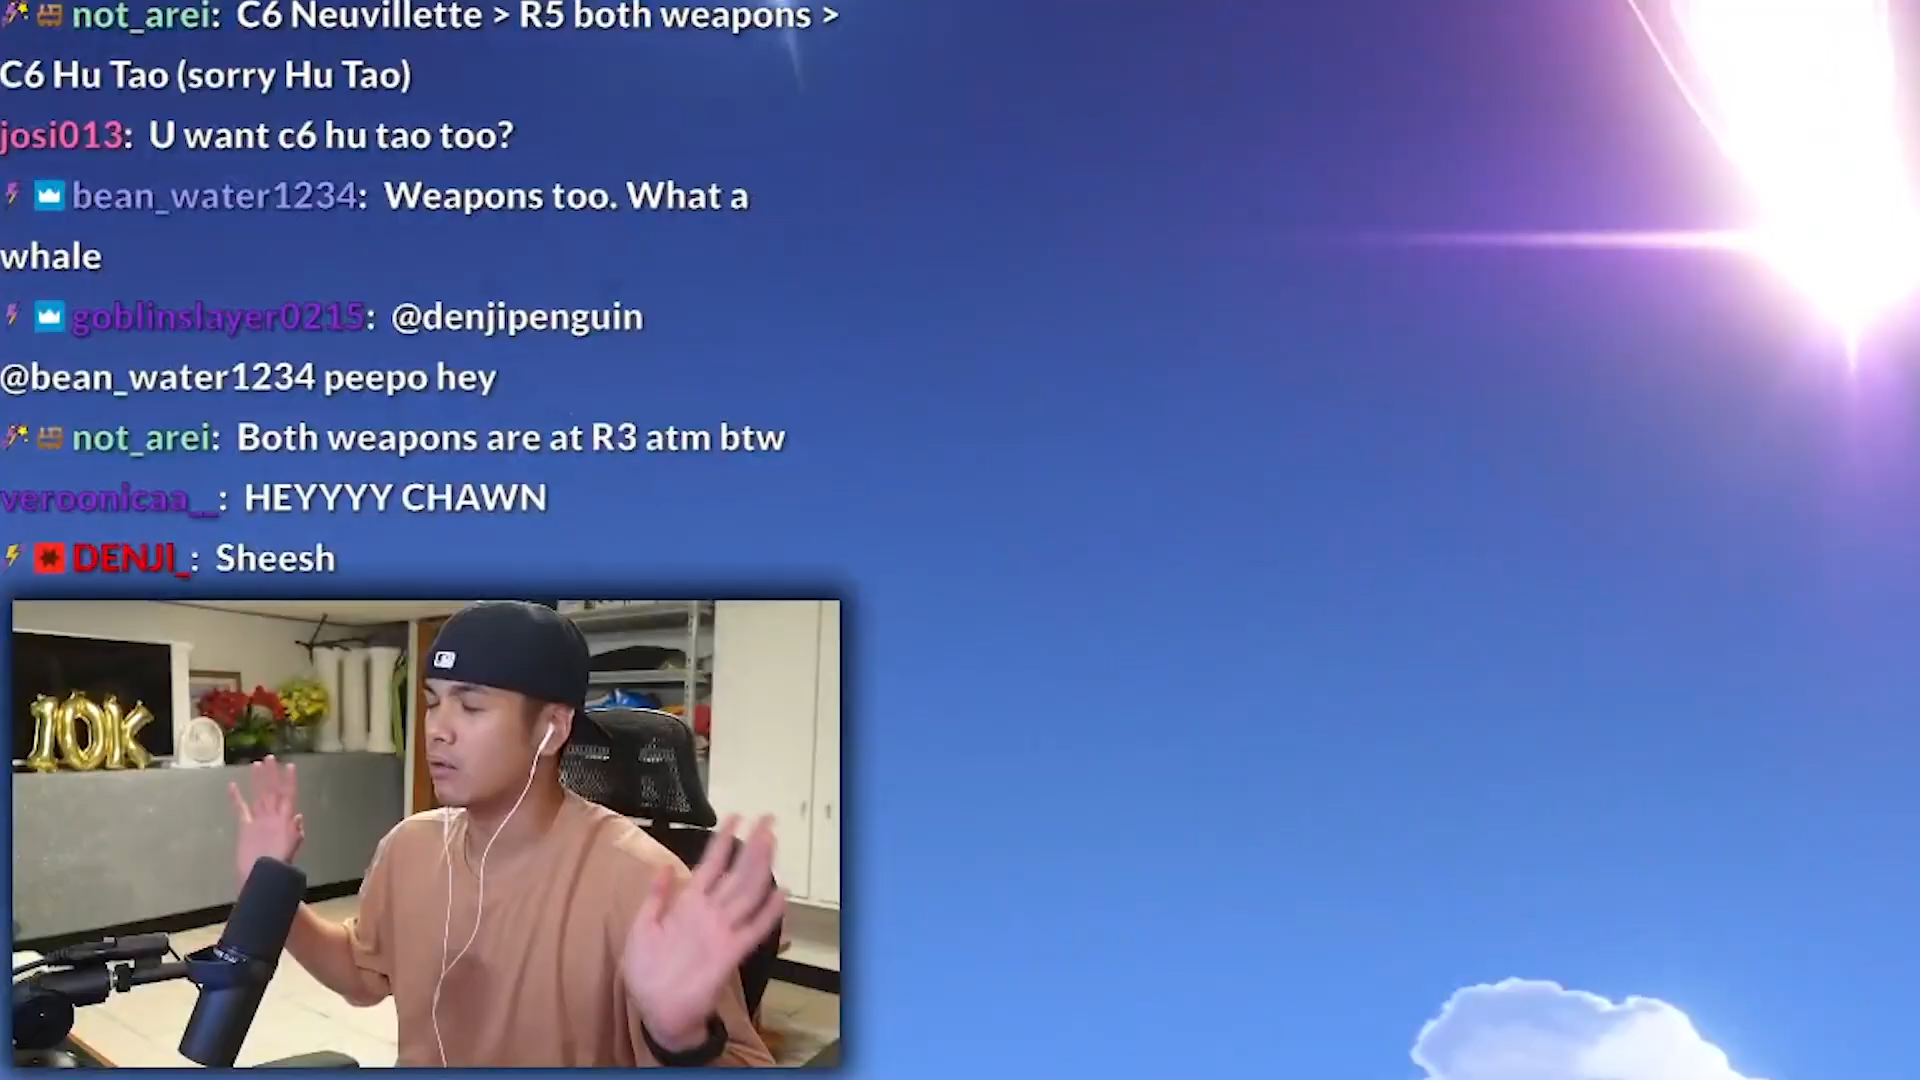 not_arei: C6 Neuvillette > R5 both weapons >
C6 Hu Tao (sorry Hu Tao)
josi013: U want c6 hu tao too?
bean_water1234: Weapons too. What a
whale
goblinslayer0215: @denjipenguin
@bean_water1234 peepo hey
not_arei: Both weapons are at R3 atm btw
veroonicaa__: HEYYYY CHAWN
DENJI_: Sheesh
10K